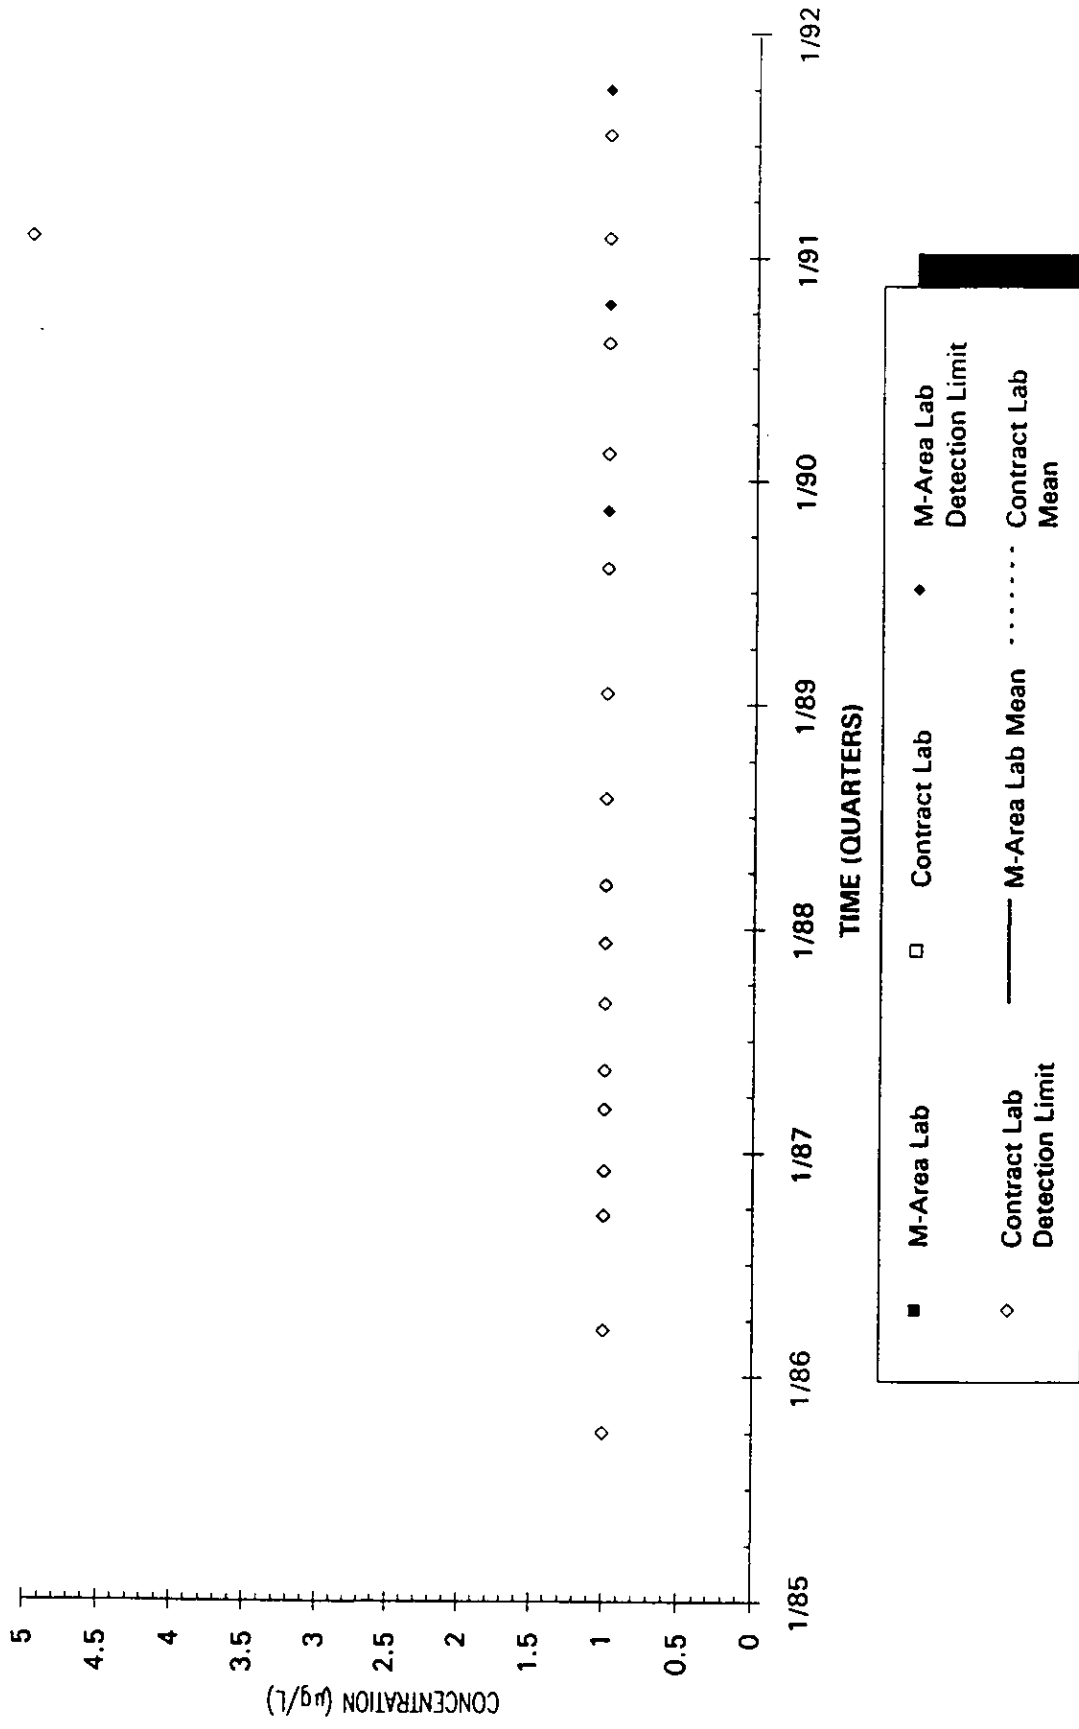 CONCENTRATION (µg/L)
5
4.5
4
3.5
3
2.5
2
1.5
1
0.5
0
1/85
1/86
1/87
1/88
1/89
1/90
1/91
1/92
TIME (QUARTERS)
M-Area Lab
Contract Lab
M-Area Lab
Detection Limit
Contract Lab
Detection Limit
M-Area Lab Mean
Contract Lab
Mean